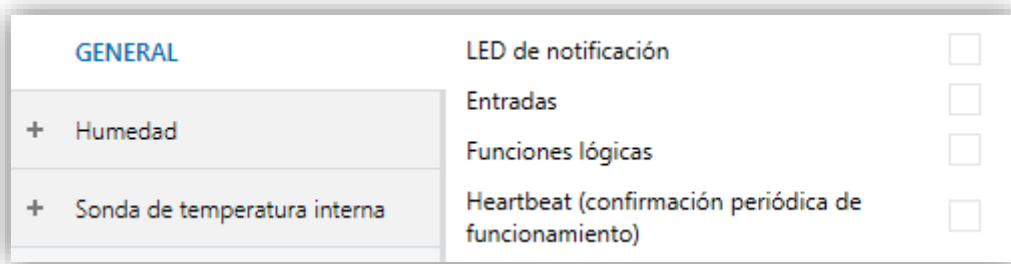 GENERAL
+ Humedad
+ Sonda de temperatura interna
LED de notificación
Entradas
Funciones lógicas
Heartbeat (confirmación periódica de
funcionamiento)